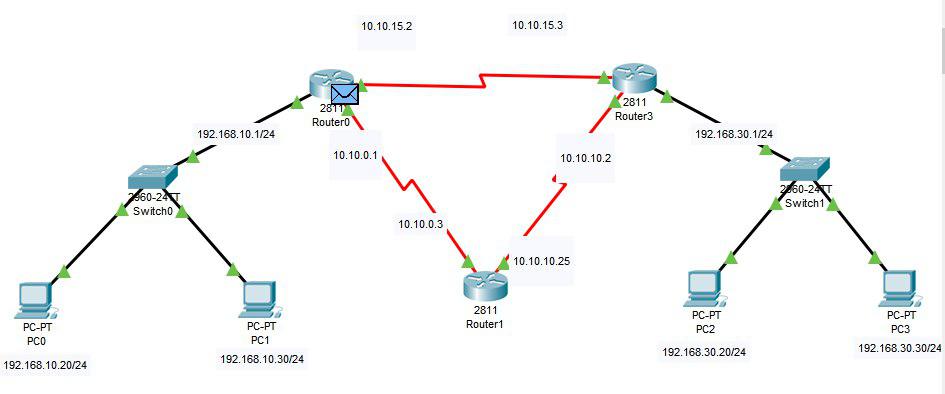 10.10.15.2
10.10.15.3
2811
Router0
2811
Router3
192.168.10.1/24
192.168.30.1/24
10.10.0.1
10.10.10.2
2960-24TT
Switch0
2960-24TT
Switch1
10.10.0.3
10.10.10.25
2811
Router1
PC-PT
PC0
PC-PT
PC1
PC-PT
PC2
PC-PT
PC3
192.168.10.20/24
192.168.10.30/24
192.168.30.20/24
192.168.30.30/24